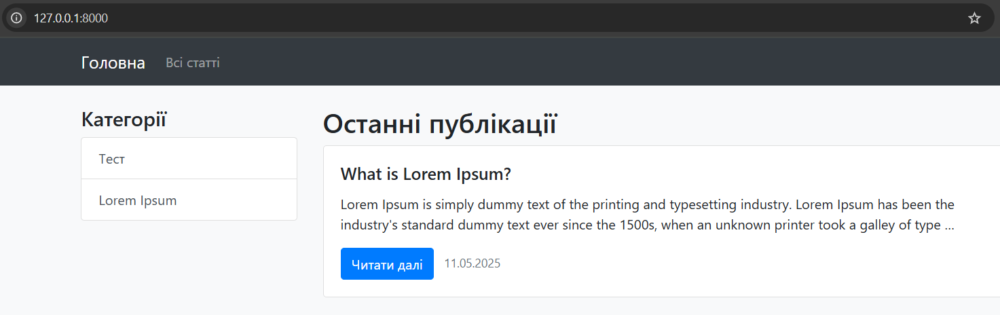 127.0.0.1:8000
Головна Всі статті
Категорії
Тест
Lorem Ipsum
Останні публікації
What is Lorem Ipsum?
Lorem Ipsum is simply dummy text of the printing and typesetting industry. Lorem Ipsum has been the
industry's standard dummy text ever since the 1500s, when an unknown printer took a galley of type ...
Читати далі 11.05.2025